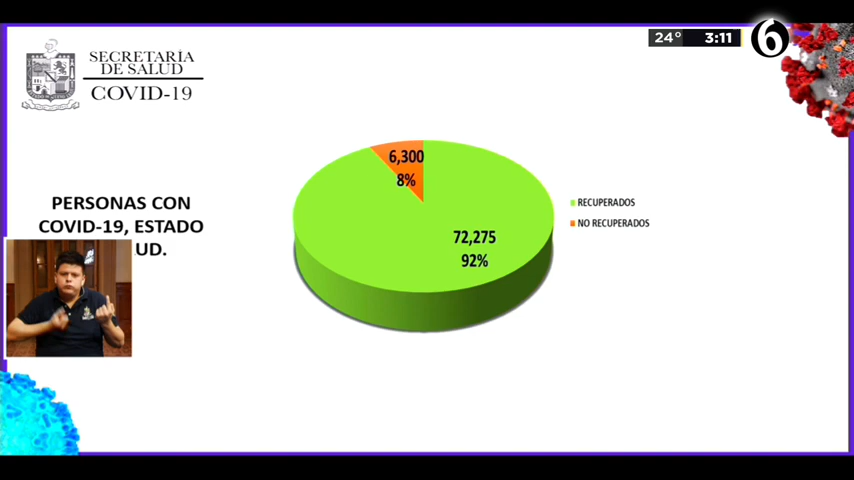 24° 3:11 6
SECRETARÍA
DE SALUD
COVID-19
6,300
8%
PERSONAS CON
COVID-19, ESTADO
UD.
72,275
92%
RECUPERADOS
NO RECUPERADOS